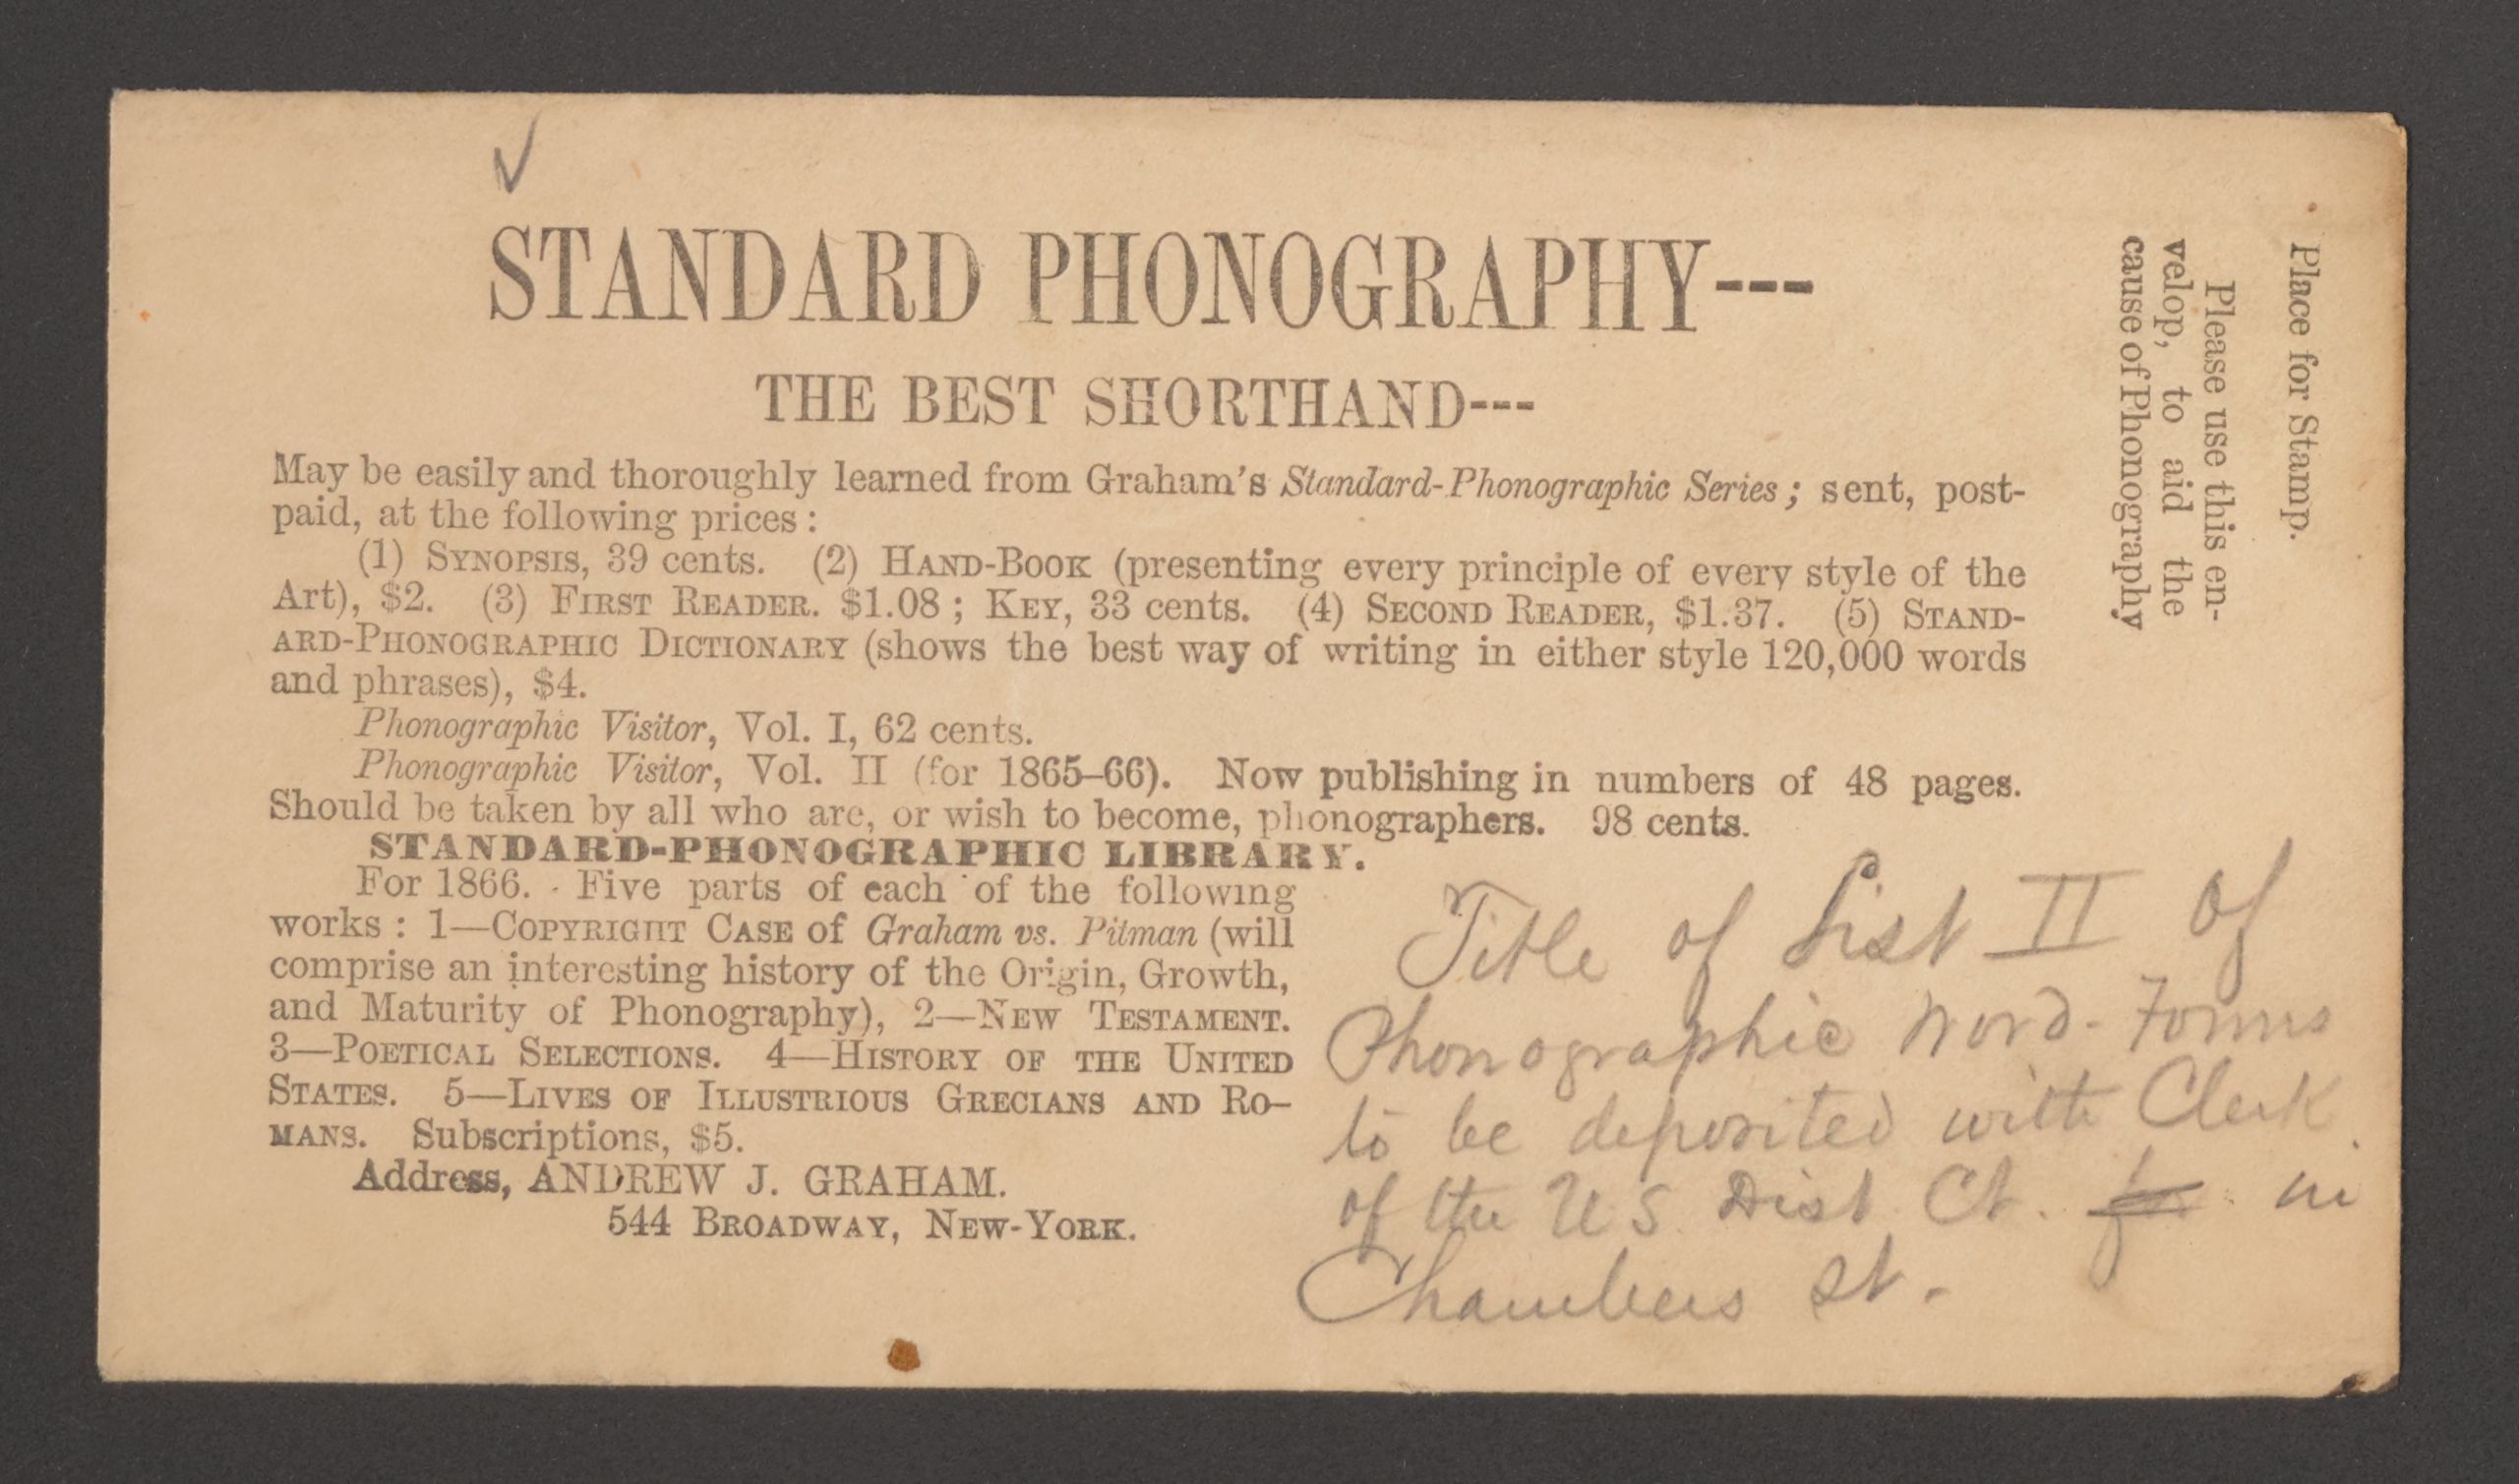 STANDARD PHONOGRAPHY---
THE BEST SHORTHAND---
May be easily and thoroughly learned from Graham's Standard-Phonographic Series; sent, post-
paid, at the following prices:
(1) SYNOPSIS, 39 cents. (2) HAND-BOOK (presenting every principle of every style of the
Art), $2. (3) FIRST READER. $1.08; KEY, 33 cents. (4) SECOND READER, $1.37. (5) STAND-
ARD-PHONOGRAPHIC DICTIONARY (shows the best way of writing in either style 120,000 words
and phrases), $4.
Phonographic Visitor, Vol. I, 62 cents.
Phonographic Visitor, Vol. II (for 1865–66). Now publishing in numbers of 48 pages.
Should be taken by all who are, or wish to become, phonographers. 98 cents.
STANDARD-PHONOGRAPHIC LIBRARY.
For 1866. Five parts of each of the following
works: 1—COPYRIGHT CASE of Graham vs. Pitman (will
comprise an interesting history of the Origin, Growth,
and Maturity of Phonography), 2—NEW TESTAMENT.
3—POETICAL SELECTIONS. 4—HISTORY OF THE UNITED
STATES. 5—LIVES OF ILLUSTRIOUS GRECIANS AND RO-
MANS. Subscriptions, $5.
Address, ANDREW J. GRAHAM.
544 BROADWAY, NEW-YORK.
Place for Stamp.
Please use this en-
velop, to aid the
cause of Phonography
Title of List II of
Phonographic Word-Forms
to be deposited with Clerk
of the U S Dist Ct. in
Chambers St.